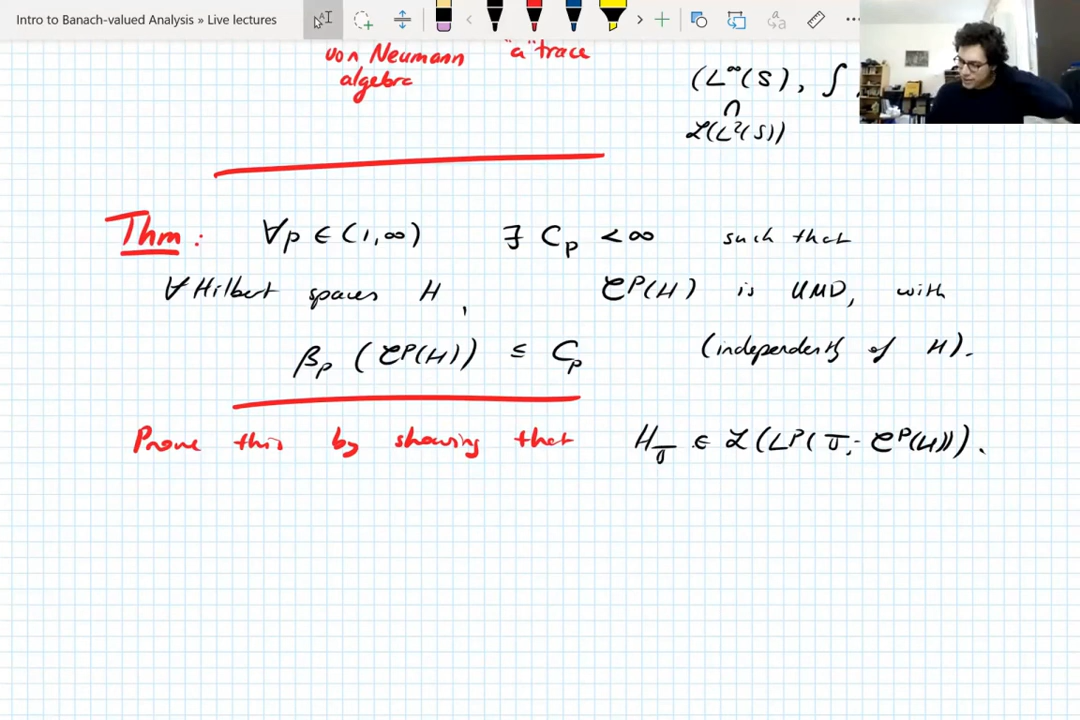 Intro to Banach-valued Analysis » Live lectures
von Neumann "a" trace
algebra
(L^∞(S), ∫
∩
ℒ(L²(S))
Thm: ∀p ∈ (1,∞) ∃ C_p < ∞ such that
∀ Hilbert spaces H, 𝒞^p(H) is UMD, with
β_p (𝒞^p(H)) ≤ C_p (independently of H).
Prove this by showing that H_𝕋 ∈ ℒ(L^p(𝕋; 𝒞^p(H))).